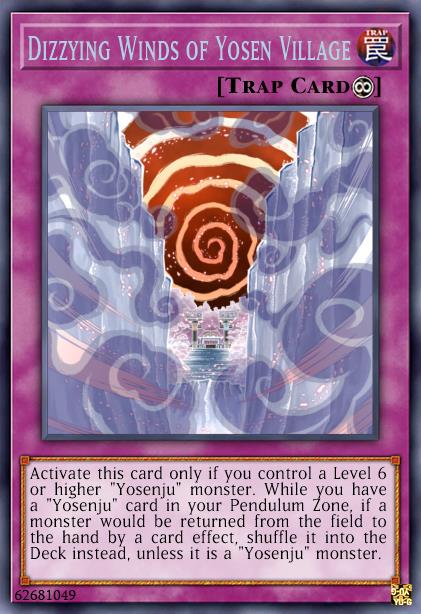 Dizzying Winds of Yosen Village
TRAP
罠
[Trap Card♾]
Activate this card only if you control a Level 6
or higher "Yosenju" monster. While you have
a "Yosenju" card in your Pendulum Zone, if a
monster would be returned from the field to
the hand by a card effect, shuffle it into the
Deck instead, unless it is a "Yosenju" monster.
62681049